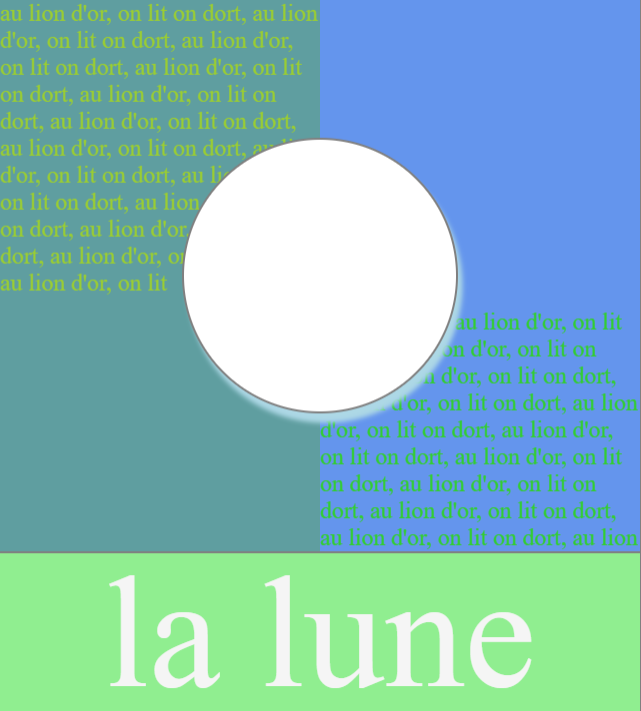 au lion d'or, on lit on dort, au lion
d'or, on lit on dort, au lion d'or,
on lit on dort, au lion d'or, on lit
on dort, au lion d'or, on lit on
dort, au lion d'or, on lit on dort,
au lion d'or, on lit on dort,
d'or, on lit on dort, au
on lit on dort, au lion
on dort, au lion d'or.
dort, au lion d'or, on
au lion d'or, on lit
au lion d'or, on lit
d'or, on lit on
d'or, on lit on dort,
on lit on dort, au lion
d'or, on lit on dort, au lion d'or,
on lit on dort, au lion d'or, on lit
on dort, au lion d'or, on lit on
dort, au lion d'or, on lit on dort,
au lion d'or, on lit on dort, au lion
la lune